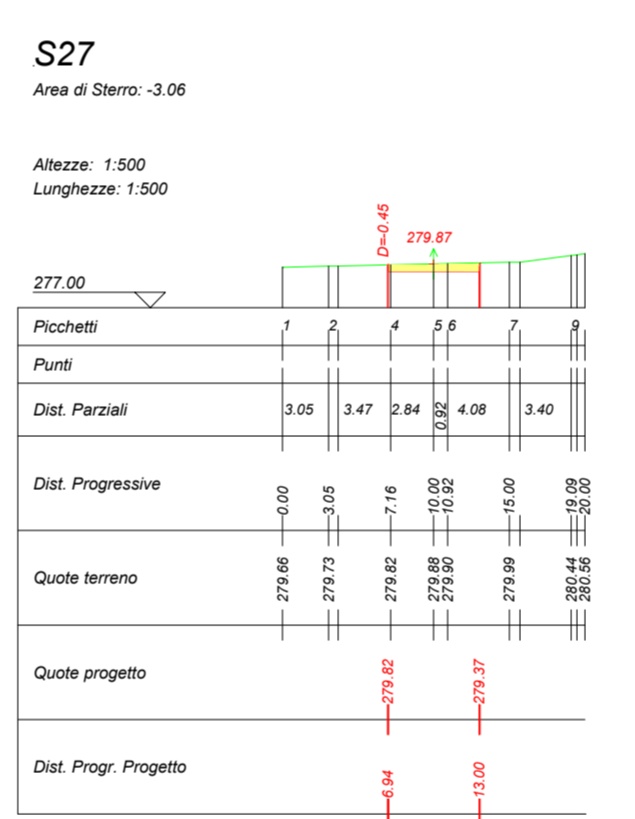 S27
Area di Sterro: -3.06
Altezze: 1:500
Lunghezze: 1:500
D=-0.45
279.87
277.00
Picchetti 1 2 4 5 6 7 9
Punti
Dist. Parziali 3.05 3.47 2.84 0.92 4.08 3.40
Dist. Progressive 0.00 3.05 7.16 10.00 10.92 15.00 19.09 20.00
Quote terreno 279.66 279.73 279.82 279.88 279.90 279.99 280.44 280.56
Quote progetto 279.82 279.37
Dist. Progr. Progetto 6.94 13.00